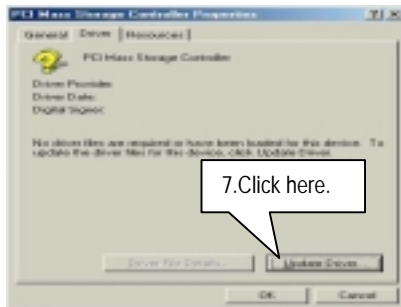 PCI Mass Storage Controller Properties
General Driver Resources
PCI Mass Storage Controller
Driver Provider:
Driver Date:
Digital Signer:
No driver files are required or have been loaded for this device. To
update the driver files for this device, click Update Driver.
7.Click here.
Driver File Details... Update Driver...
OK Cancel